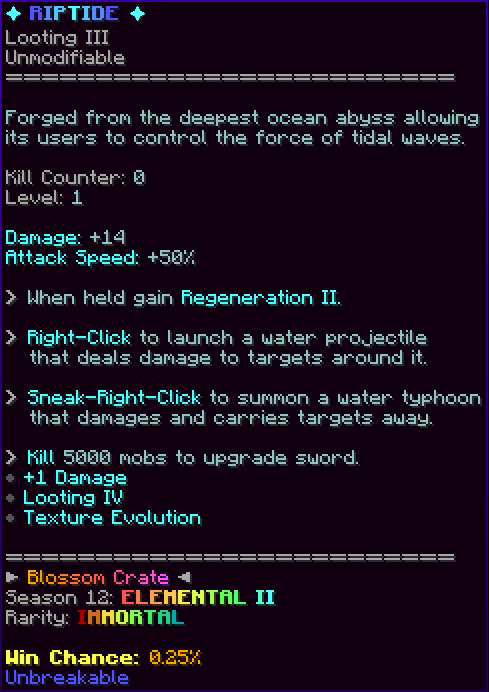 ✦ RIPTIDE ✦
Looting III
Unmodifiable
==================================
Forged from the deepest ocean abyss allowing
its users to control the force of tidal waves.
Kill Counter: 0
Level: 1
Damage: +14
Attack Speed: +50%
> When held gain Regeneration II.
> Right-Click to launch a water projectile
that deals damage to targets around it.
> Sneak-Right-Click to summon a water typhoon
that damages and carries targets away.
> Kill 5000 mobs to upgrade sword.
• +1 Damage
• Looting IV
• Texture Evolution
==================================
► Blossom Crate ◄
Season 12: ELEMENTAL II
Rarity: IMMORTAL
Win Chance: 0.25%
Unbreakable